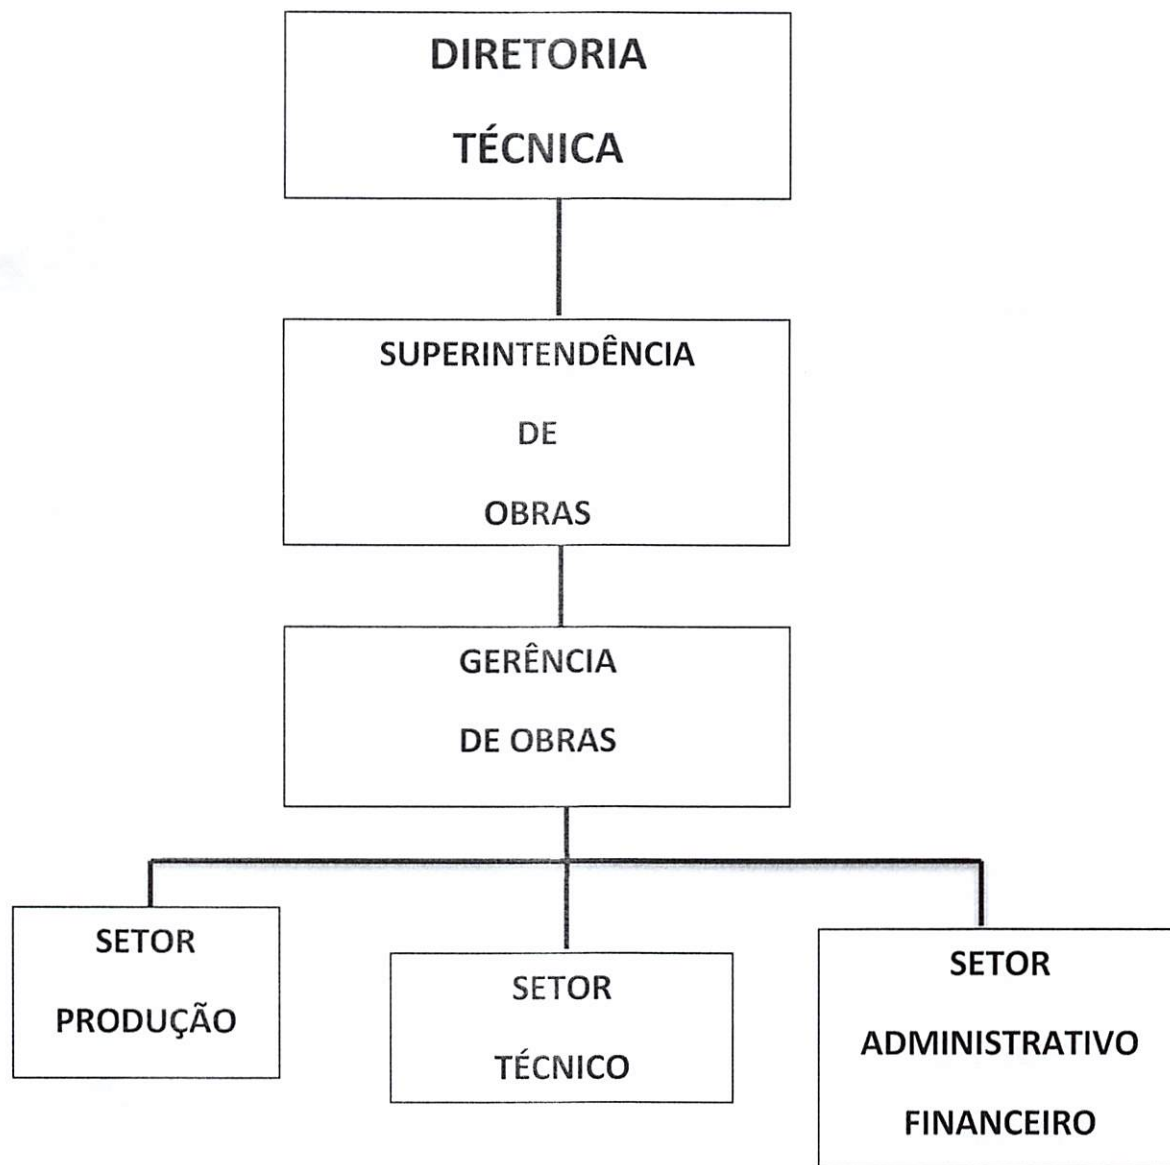 DIRETORIA
TÉCNICA
SUPERINTENDÊNCIA
DE
OBRAS
GERÊNCIA
DE OBRAS
SETOR
PRODUÇÃO
SETOR
TÉCNICO
SETOR
ADMINISTRATIVO
FINANCEIRO